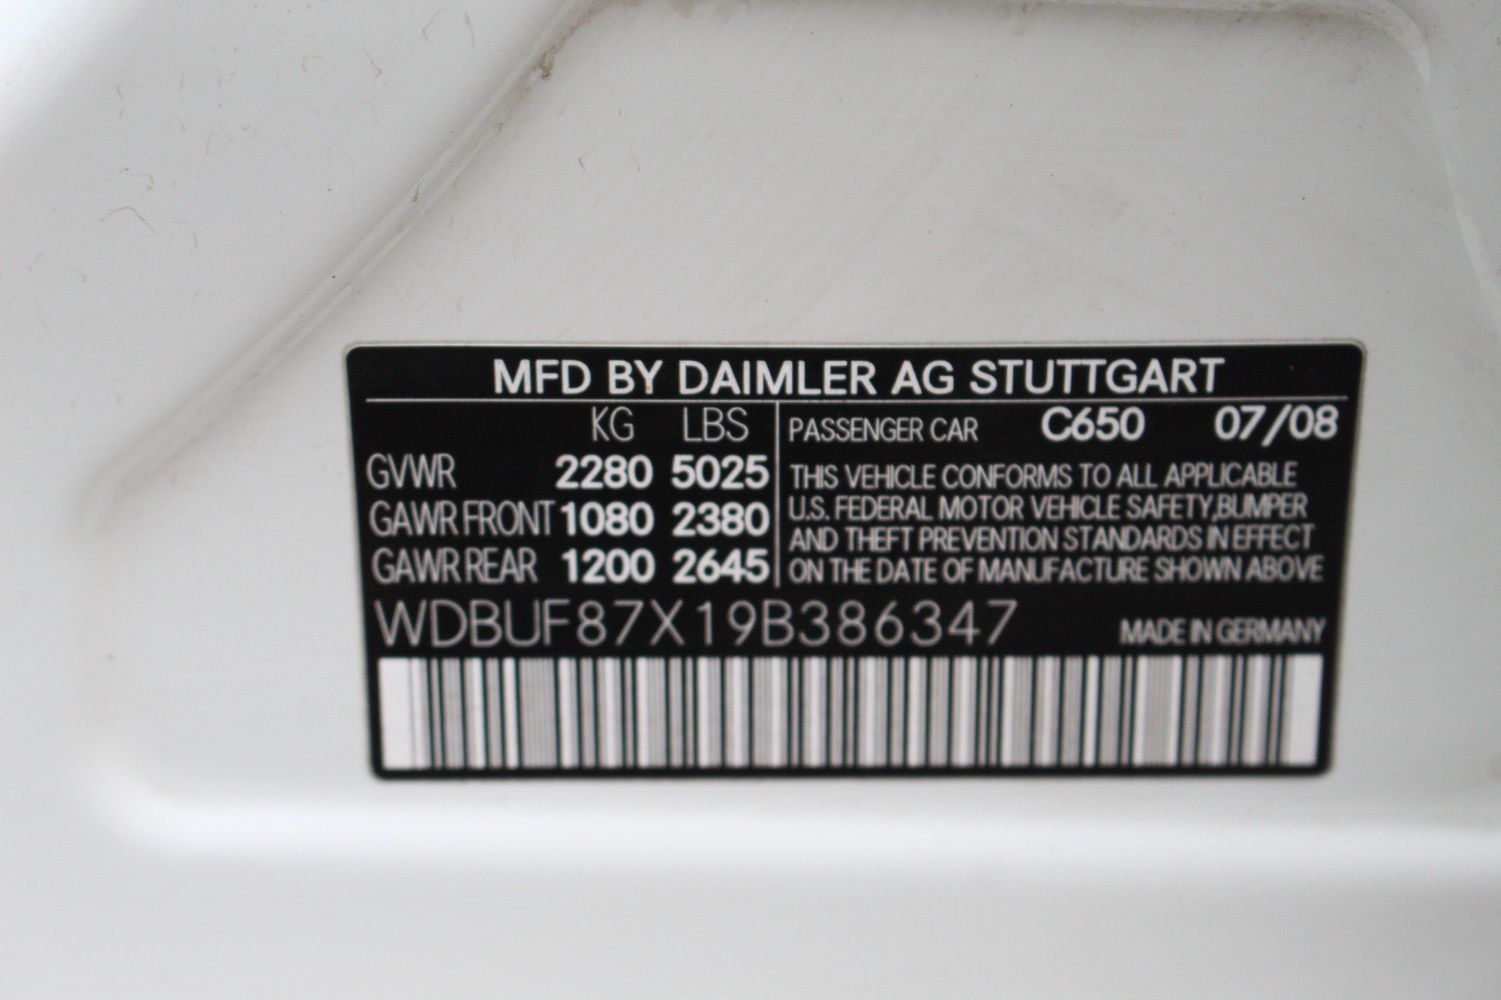 MFD BY DAIMLER AG STUTTGART
KG LBS
GVWR 2280 5025
GAWR FRONT 1080 2380
GAWR REAR 1200 2645
PASSENGER CAR C650 07/08
THIS VEHICLE CONFORMS TO ALL APPLICABLE
U.S. FEDERAL MOTOR VEHICLE SAFETY,BUMPER
AND THEFT PREVENTION STANDARDS IN EFFECT
ON THE DATE OF MANUFACTURE SHOWN ABOVE
WDBUF87X19B386347
MADE IN GERMANY